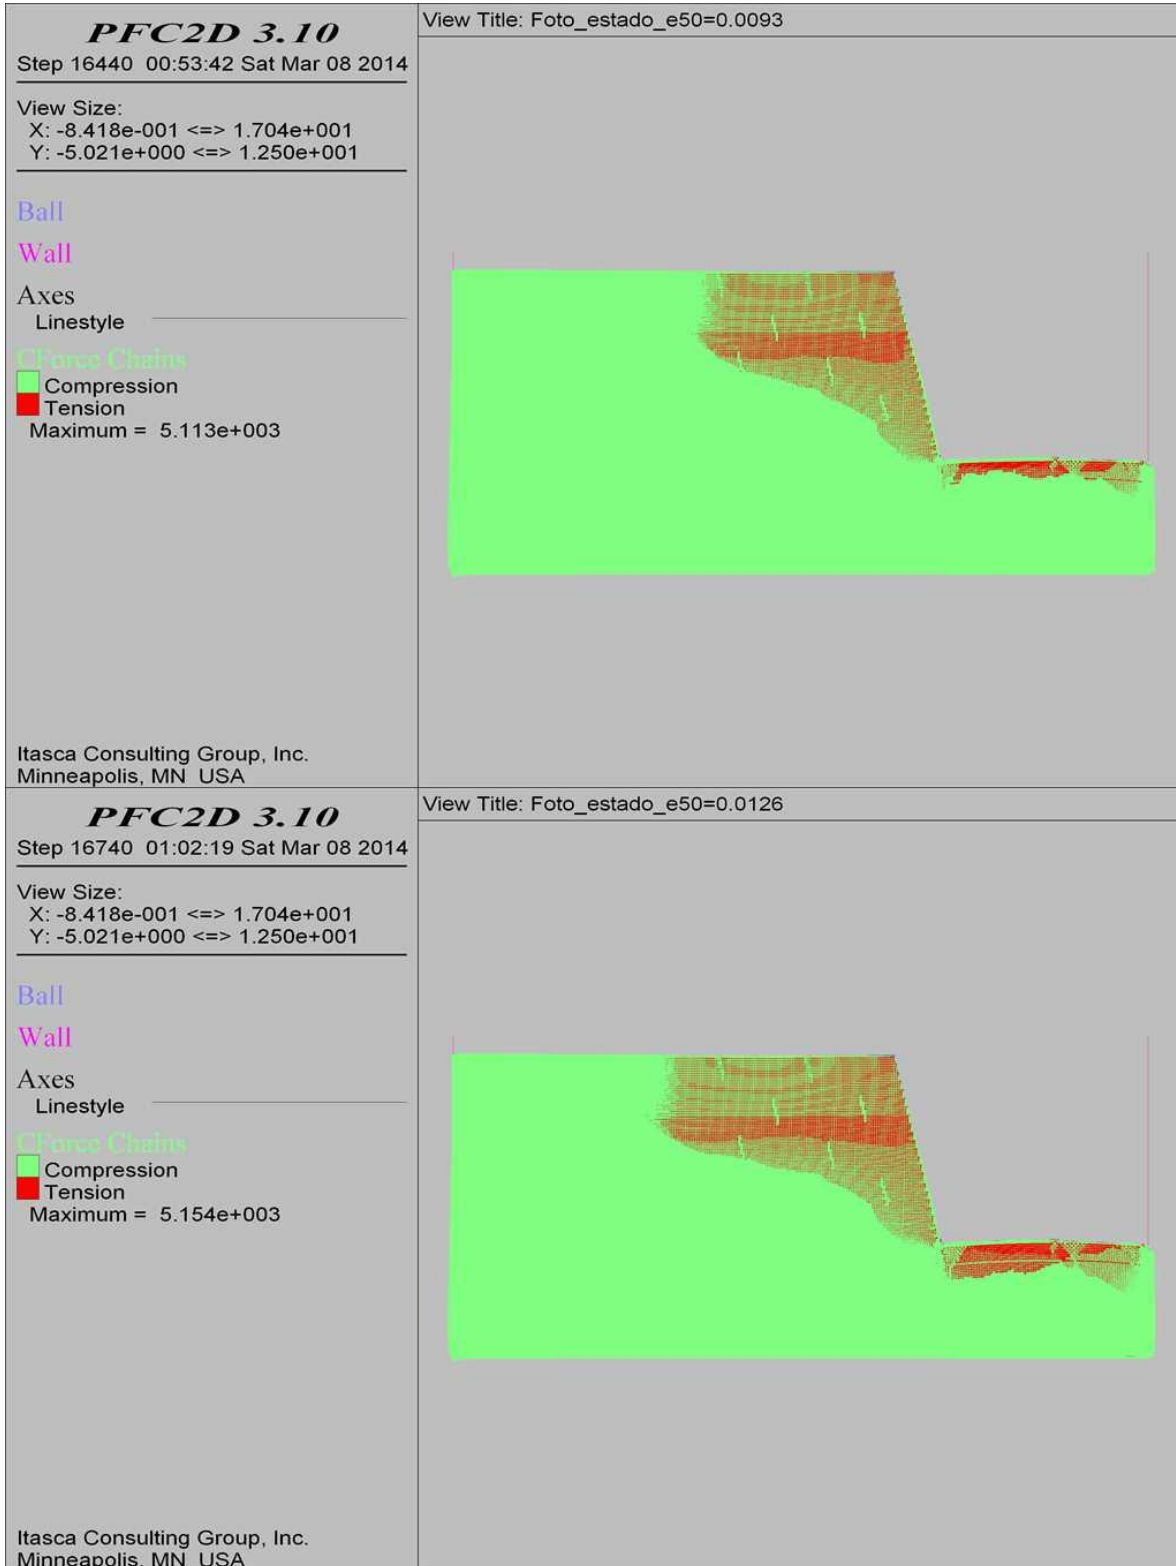 PFC2D 3.10
Step 16440 00:53:42 Sat Mar 08 2014
View Size:
X: -8.418e-001 <=> 1.704e+001
Y: -5.021e+000 <=> 1.250e+001
Ball
Wall
Axes
Linestyle
CForce Chains
Compression
Tension
Maximum = 5.113e+003
Itasca Consulting Group, Inc.
Minneapolis, MN USA
View Title: Foto_estado_e50=0.0093
PFC2D 3.10
Step 16740 01:02:19 Sat Mar 08 2014
View Size:
X: -8.418e-001 <=> 1.704e+001
Y: -5.021e+000 <=> 1.250e+001
Ball
Wall
Axes
Linestyle
CForce Chains
Compression
Tension
Maximum = 5.154e+003
Itasca Consulting Group, Inc.
Minneapolis, MN USA
View Title: Foto_estado_e50=0.0126